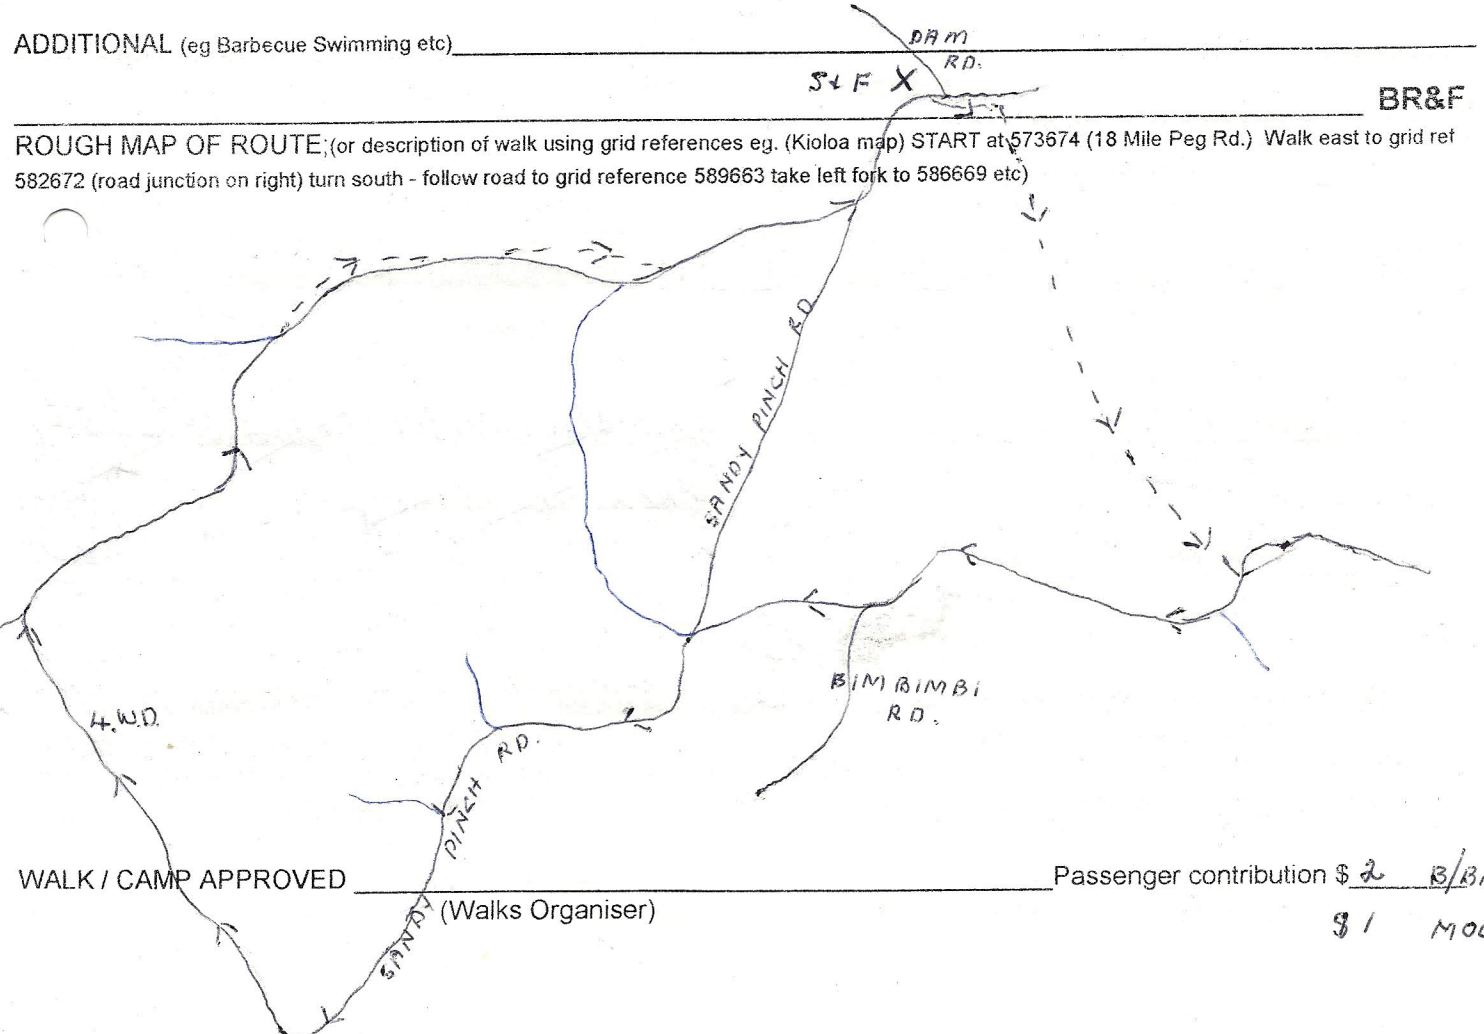 ADDITIONAL (eg Barbecue Swimming etc)
DAM
RD.
S & F X
BR&F
ROUGH MAP OF ROUTE;(or description of walk using grid references eg. (Kioloa map) START at 573674 (18 Mile Peg Rd.) Walk east to grid ref
582672 (road junction on right) turn south - follow road to grid reference 589663 take left fork to 586669 etc)
SANDY PINCH RD
BIMBIMBI
RD.
4.W.D.
SANDY PINCH RD.
WALK / CAMP APPROVED
(Walks Organiser)
Passenger contribution $ 2 B/B
$ 1 MO